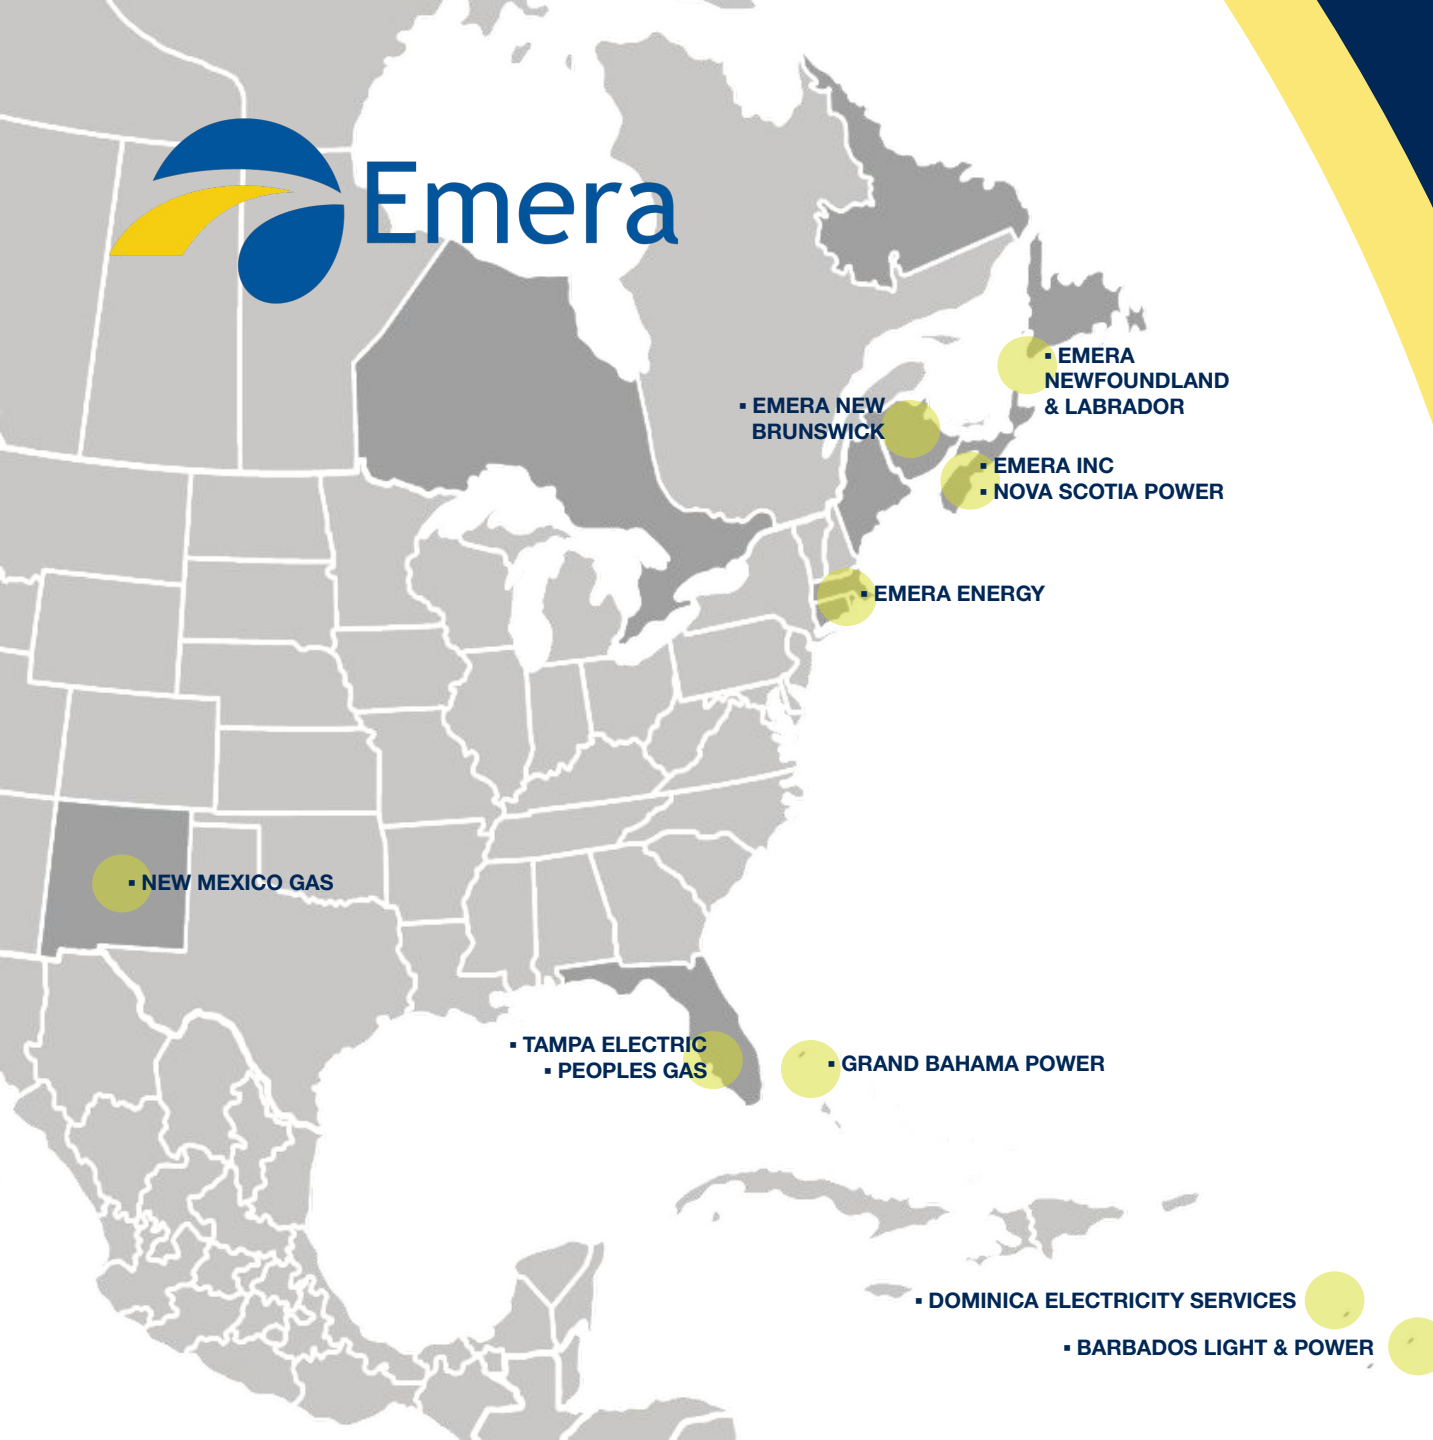 Emera
▪ EMERA
NEWFOUNDLAND
& LABRADOR
▪ EMERA NEW
BRUNSWICK
▪ EMERA INC
▪ NOVA SCOTIA POWER
▪ EMERA ENERGY
▪ NEW MEXICO GAS
▪ TAMPA ELECTRIC
▪ PEOPLES GAS
▪ GRAND BAHAMA POWER
▪ DOMINICA ELECTRICITY SERVICES
▪ BARBADOS LIGHT & POWER